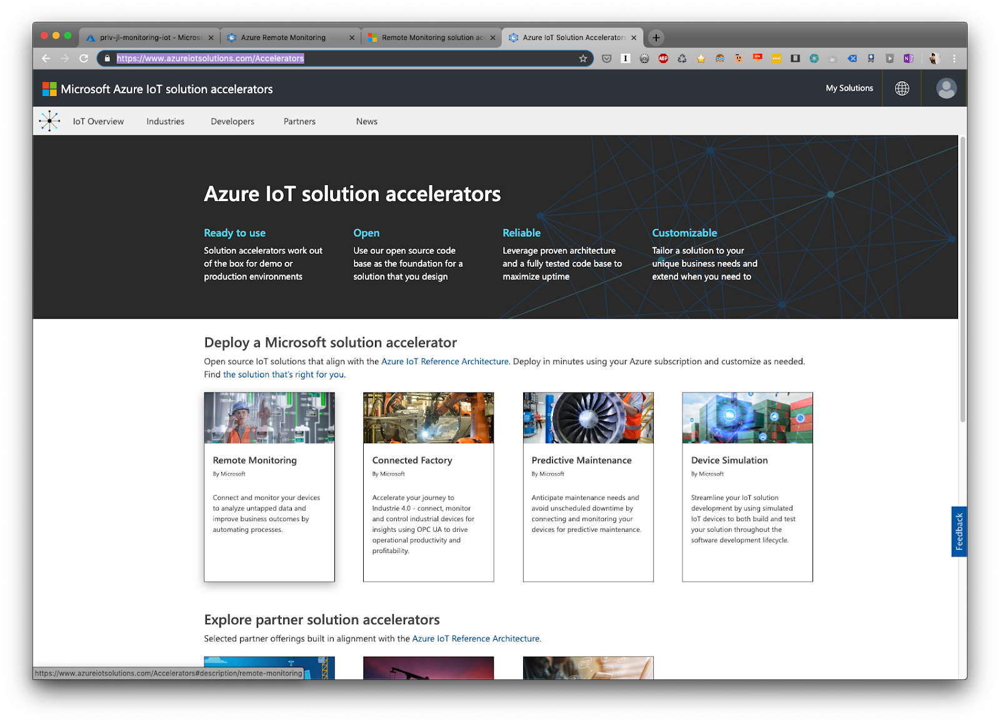 priv-jl-monitoring-iot - Micros
Azure Remote Monitoring
Remote Monitoring solution ac
Azure IoT Solution Accelerators
https://www.azureiotsolutions.com/Accelerators
Microsoft Azure IoT solution accelerators
My Solutions
IoT Overview
Industries
Developers
Partners
News
Azure IoT solution accelerators
Ready to use
Solution accelerators work out
of the box for demo or
production environments
Open
Use our open source code
base as the foundation for a
solution that you design
Reliable
Leverage proven architecture
and a fully tested code base to
maximize uptime
Customizable
Tailor a solution to your
unique business needs and
extend when you need to
Deploy a Microsoft solution accelerator
Open source IoT solutions that align with the Azure IoT Reference Architecture. Deploy in minutes using your Azure subscription and customize as needed.
Find the solution that's right for you.
Remote Monitoring
By Microsoft
Connect and monitor your devices
to analyze untapped data and
improve business outcomes by
automating processes.
Connected Factory
By Microsoft
Accelerate your journey to
Industrie 4.0 - connect, monitor
and control industrial devices for
insights using OPC UA to drive
operational productivity and
profitability.
Predictive Maintenance
By Microsoft
Anticipate maintenance needs and
avoid unscheduled downtime by
connecting and monitoring your
devices for predictive maintenance.
Device Simulation
By Microsoft
Streamline your IoT solution
development by using simulated
IoT devices to both build and test
your solution throughout the
software development lifecycle.
Feedback
Explore partner solution accelerators
Selected partner offerings built in alignment with the Azure IoT Reference Architecture.
https://www.azureiotsolutions.com/Accelerators#description/remote-monitoring